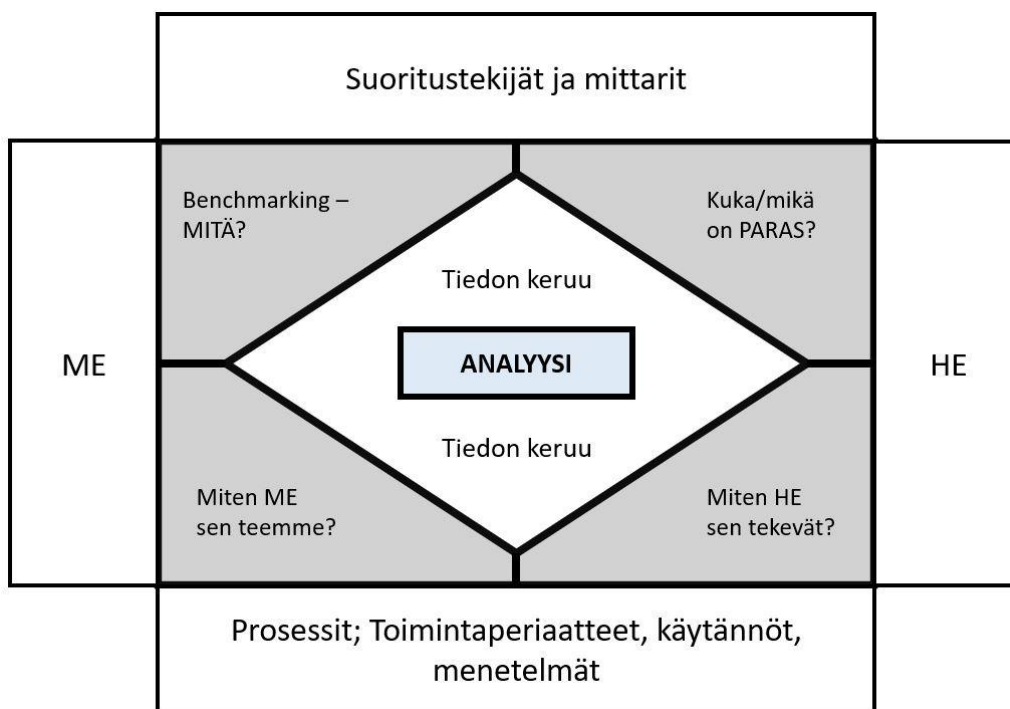 Suoritustekijät ja mittarit
Benchmarking –
MITÄ?
Kuka/mikä
on PARAS?
Tiedon keruu
ME
ANALYYSI
HE
Tiedon keruu
Miten ME
sen teemme?
Miten HE
sen tekevät?
Prosessit; Toimintaperiaatteet, käytännöt,
menetelmät